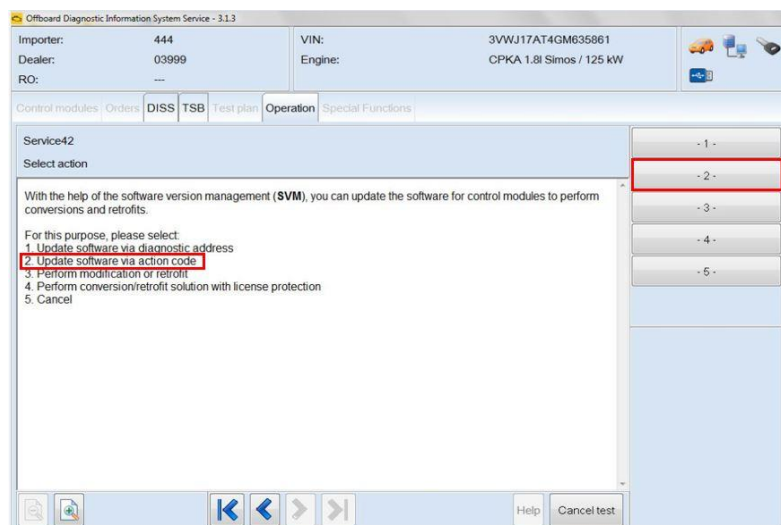 Offboard Diagnostic Information System Service - 3.1.3
Importer: 444 VIN: 3VWJ17AT4GM635861
Dealer: 03999 Engine: CPKA 1.8l Simos / 125 kW
RO: ---
Control modules Orders DISS TSB Test plan Operation Special Functions
Service42
Select action
With the help of the software version management (SVM), you can update the software for control modules to perform
conversions and retrofits.
For this purpose, please select:
1. Update software via diagnostic address
2. Update software via action code
3. Perform modification or retrofit
4. Perform conversion/retrofit solution with license protection
5. Cancel
- 1 -
- 2 -
- 3 -
- 4 -
- 5 -
Help Cancel test